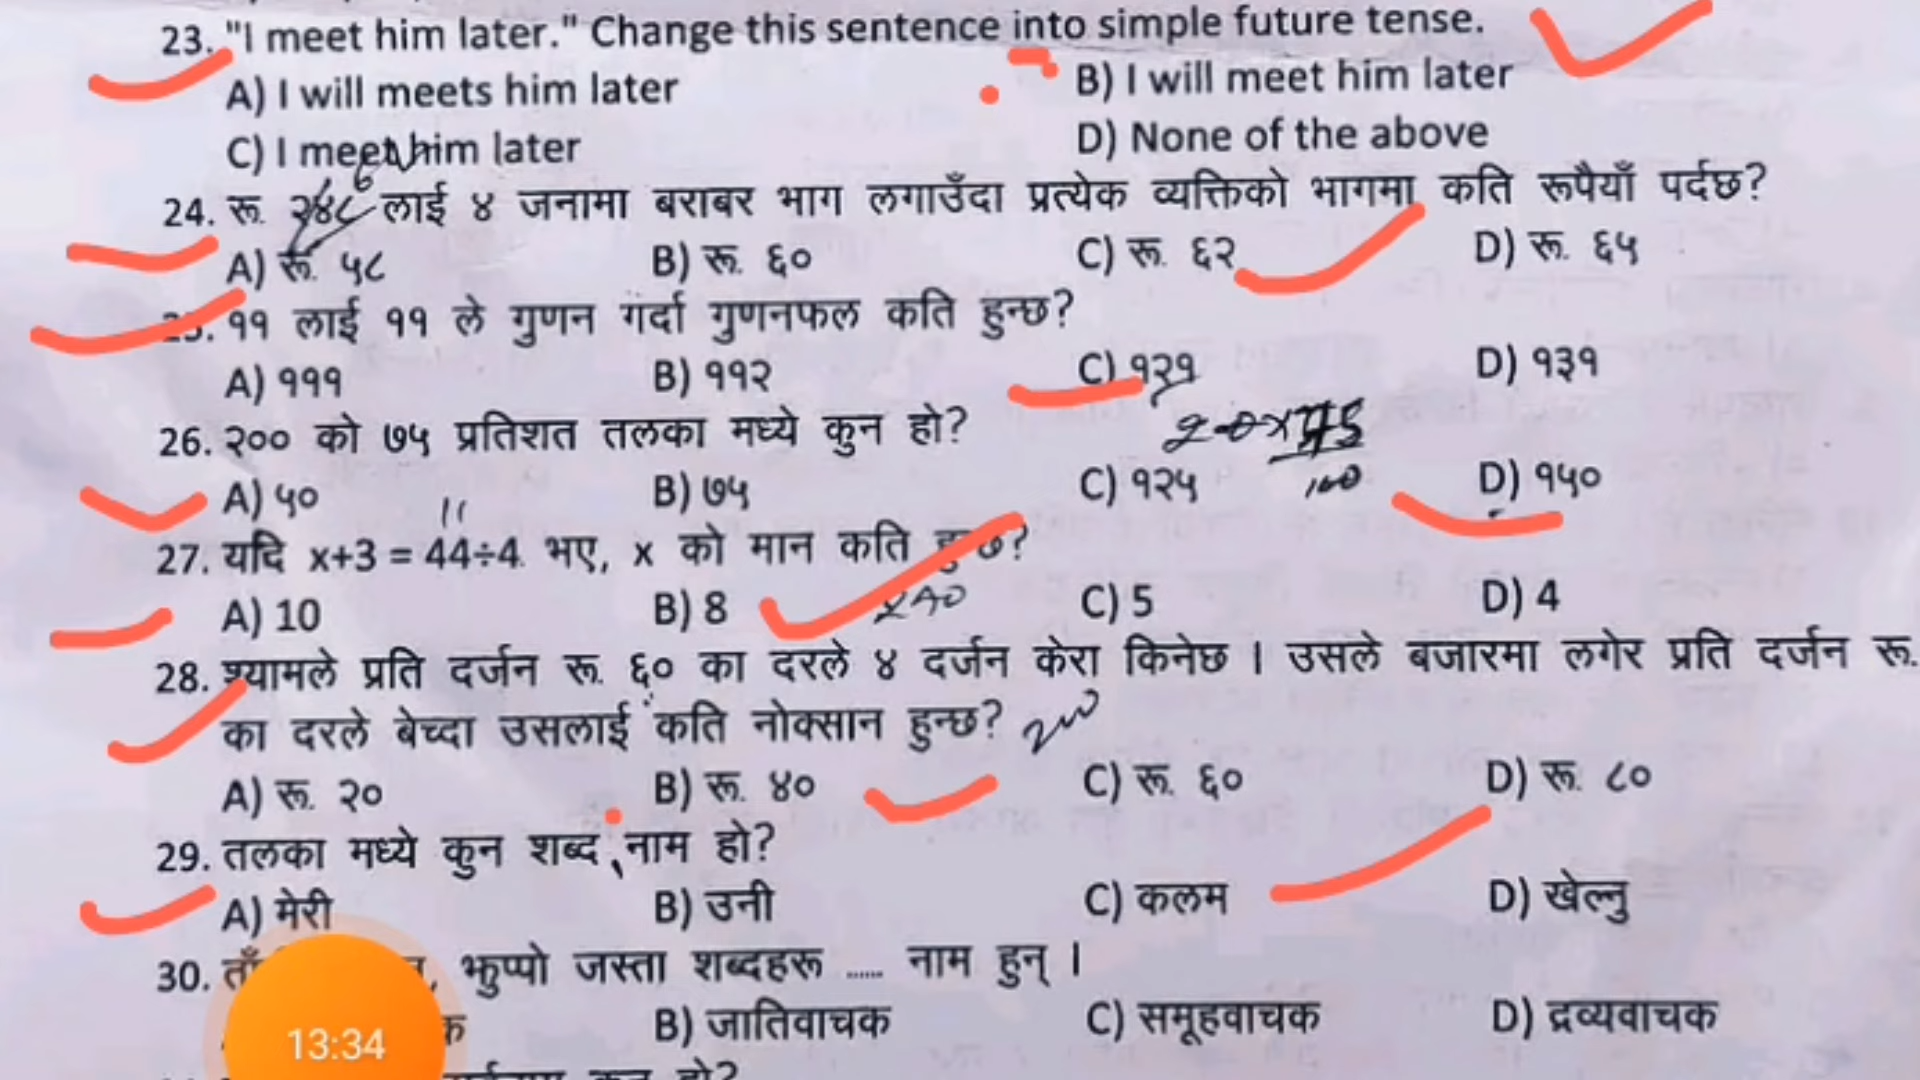 23. "I meet him later." Change this sentence into simple future tense.
A) I will meets him later B) I will meet him later
C) I meet him later D) None of the above
24. रू. २४८ लाई ४ जनामा बराबर भाग लगाउँदा प्रत्येक व्यक्तिको भागमा कति रूपैयाँ पर्दछ?
A) रू. ५८ B) रू. ६० C) रू. ६२ D) रू. ६५
११ लाई ११ ले गुणन गर्दा गुणनफल कति हुन्छ?
A) १११ B) ११२ C) १२१ D) १३१
26. २०० को ७५ प्रतिशत तलका मध्ये कुन हो?
A) ५० B) ७५ C) १२५ D) १५०
100
11
27. यदि x+3 = 44÷4 भए, x को मान कति हुन्छ?
A) 10 B) 8 C) 5 D) 4
28. श्यामले प्रति दर्जन रू. ६० का दरले ४ दर्जन केरा किनेछ । उसले बजारमा लगेर प्रति दर्जन रू.
का दरले बेच्दा उसलाई कति नोक्सान हुन्छ?
A) रू. २० B) रू. ४० C) रू. ६० D) रू. ८०
29. तलका मध्ये कुन शब्द नाम हो?
A) मेरी B) उनी C) कलम D) खेल्नु
30. , झुप्पो जस्ता शब्दहरू ...... नाम हुन् ।
B) जातिवाचक C) समूहवाचक D) द्रव्यवाचक
13:34